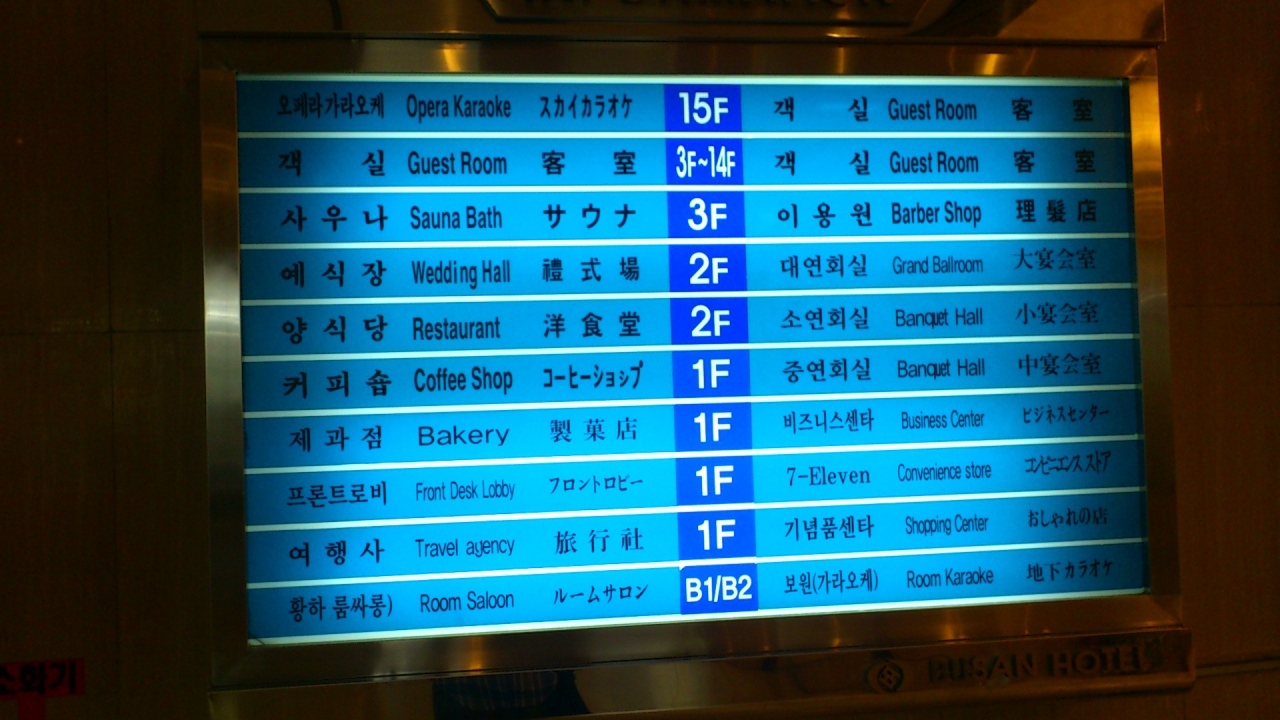 오페라가라오케 Opera Karaoke スカイカラオケ 15F 객 실 Guest Room 客 室
객 실 Guest Room 客 室 3F~14F 객 실 Guest Room 客 室
사 우 나 Sauna Bath サ ウ ナ 3F 이 용 원 Barber Shop 理 髮 店
예 식 장 Wedding Hall 禮 式 場 2F 대연회실 Grand Ballroom 大宴会室
양 식 당 Restaurant 洋 食 堂 2F 소연회실 Banquet Hall 小宴会室
커 피 숍 Coffee Shop コーヒーショップ 1F 중연회실 Banquet Hall 中宴会室
제 과 점 Bakery 製 菓 店 1F 비즈니스센타 Business Center ビジネスセンター
프론트로비 Front Desk Lobby フロントロビー 1F 7-Eleven Convenience store コンビニエンス ストア
여 행 사 Travel agency 旅 行 社 1F 기념품센타 Shopping Center おしゃれの店
황하 룸싸롱) Room Saloon ルームサロン B1/B2 보원(가라오케) Room Karaoke 地下カラオケ
BUSAN HOTEL
소화기